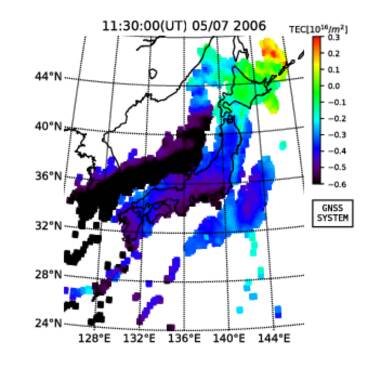 11:30:00(UT) 05/07 2006
TEC[10¹⁶/m²]
0.3
0.2
0.1
0.0
−0.1
−0.2
−0.3
−0.4
−0.5
−0.6
GNSS
SYSTEM
44°N
40°N
36°N
32°N
28°N
24°N
128°E 132°E 136°E 140°E 144°E